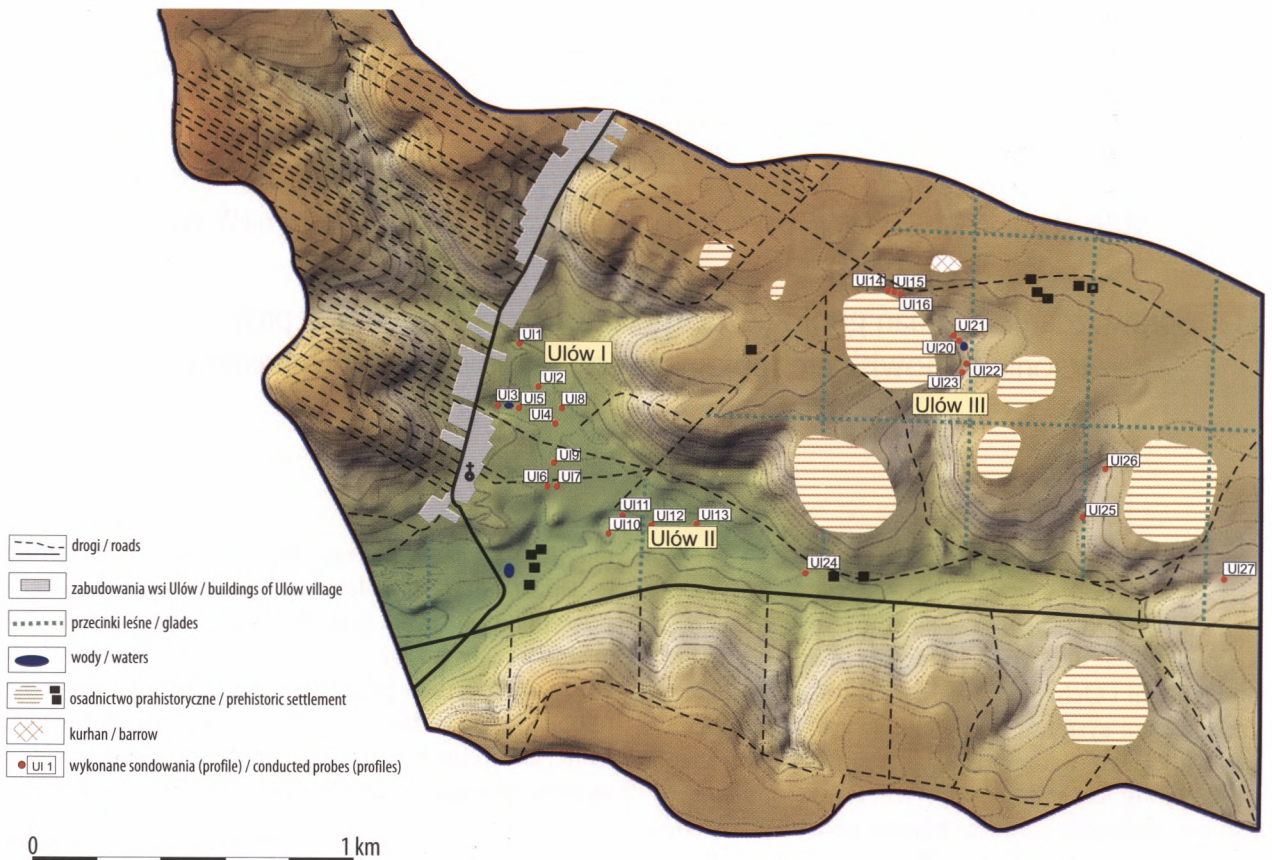 Ul14
Ul15
Ul16
Ul21
Ul20
Ul22
Ul23
Ulów III
Ul1
Ulów I
Ul2
Ul3
Ul5
Ul8
Ul4
Ul9
Ul6
Ul7
Ul11
Ul12
Ul13
Ul10
Ulów II
Ul24
Ul26
Ul25
Ul27
drogi / roads
zabudowania wsi Ulów / buildings of Ulów village
przecinki leśne / glades
wody / waters
osadnictwo prahistoryczne / prehistoric settlement
kurhan / barrow
Ul 1 wykonane sondowania (profile) / conducted probes (profiles)
0 1 km